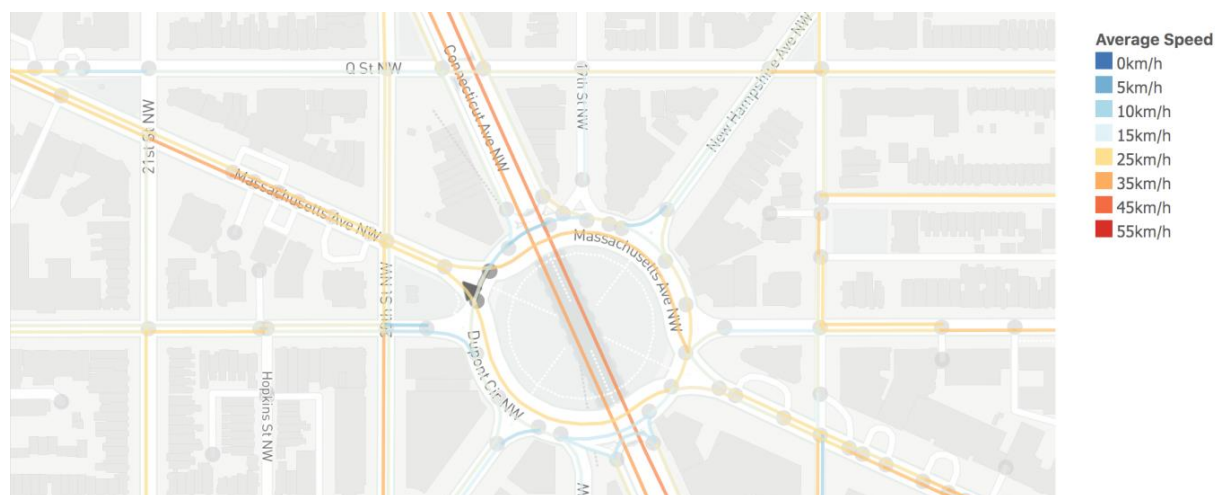 Average Speed
0km/h
5km/h
10km/h
15km/h
25km/h
35km/h
45km/h
55km/h
Q St NW
Connecticut Ave NW
19th St NW
New Hampshire Ave NW
21st St NW
Massachusetts Ave NW
20th St NW
Massachusetts Ave NW
Dupont Cir NW
Hopkins St NW